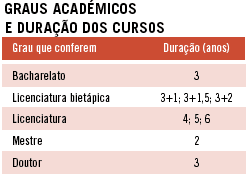 GRAUS ACADÉMICOS
E DURAÇÃO DOS CURSOS
Grau que conferem Duração (anos)
Bacharelato 3
Licenciatura bietápica 3+1; 3+1,5; 3+2
Licenciatura 4; 5; 6
Mestre 2
Doutor 3